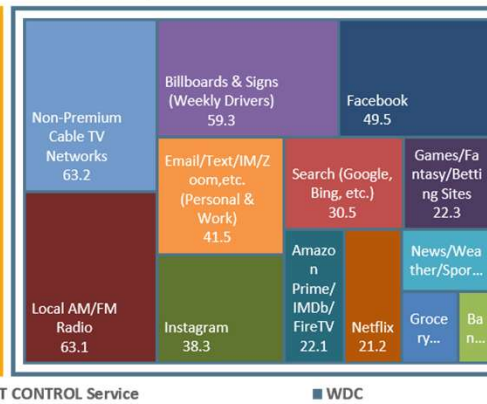 Non-Premium
Cable TV
Networks
63.2
Billboards & Signs
(Weekly Drivers)
59.3
Facebook
49.5
Email/Text/IM/Z
oom,etc.
(Personal &
Work)
41.5
Search (Google,
Bing, etc.)
30.5
Games/Fa
ntasy/Betti
ng Sites
22.3
Local AM/FM
Radio
63.1
Instagram
38.3
Amazo
n
Prime/
IMDb/
FireTV
22.1
Netflix
21.2
News/Wea
ther/Spor...
Groce
ry...
Ba
n...
T CONTROL Service
WDC